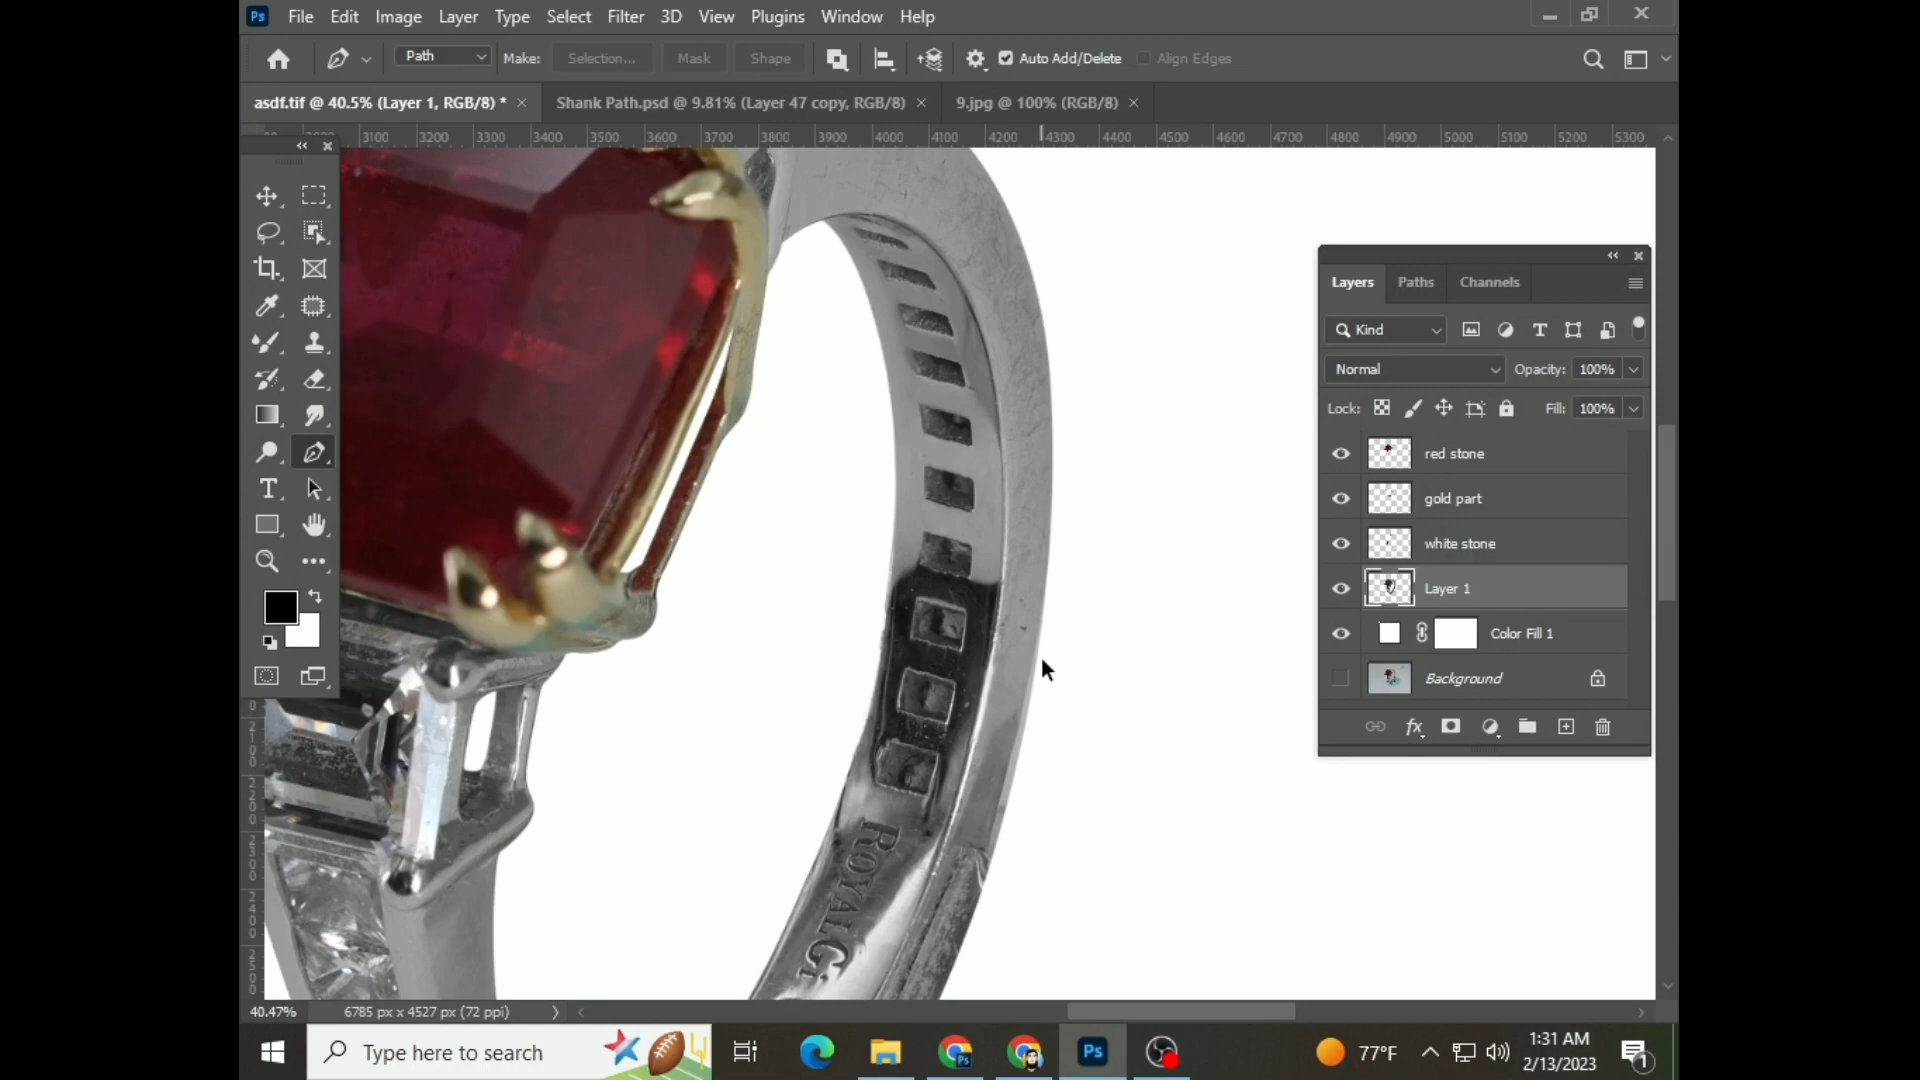 Ps File Edit Image Layer Type Select Filter 3D View Plugins Window Help
Path Make: Selection... Mask Shape Auto Add/Delete Align Edges
asdf.tif @ 40.5% (Layer 1, RGB/8) * × Shank Path.psd @ 9.81% (Layer 47 copy, RGB/8) × 9.jpg @ 100% (RGB/8) ×
3100 3200 3300 3400 3500 3600 3700 3800 3900 4000 4100 4200 4300 4400 4500 4600 4700 4800 4900 5000 5100 5200 5300
Layers Paths Channels
Kind
Normal Opacity: 100%
Lock: Fill: 100%
red stone
gold part
white stone
Layer 1
Color Fill 1
Background
fx
ROYALGI
40.47% 6785 px x 4527 px (72 ppi)
Type here to search
Ps
77°F
1:31 AM
2/13/2023
1